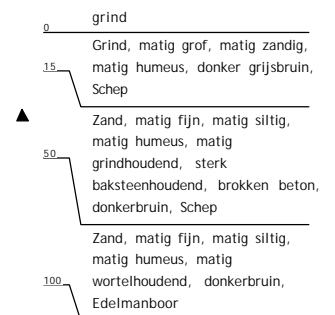 grind
0
Grind, matig grof, matig zandig,
15
matig humeus, donker grijsbruin,
Schep
Zand, matig fijn, matig siltig,
matig humeus, matig
50
grindhoudend, sterk
baksteenhoudend, brokken beton,
donkerbruin, Schep
Zand, matig fijn, matig siltig,
matig humeus, matig
100
wortelhoudend, donkerbruin,
Edelmanboor